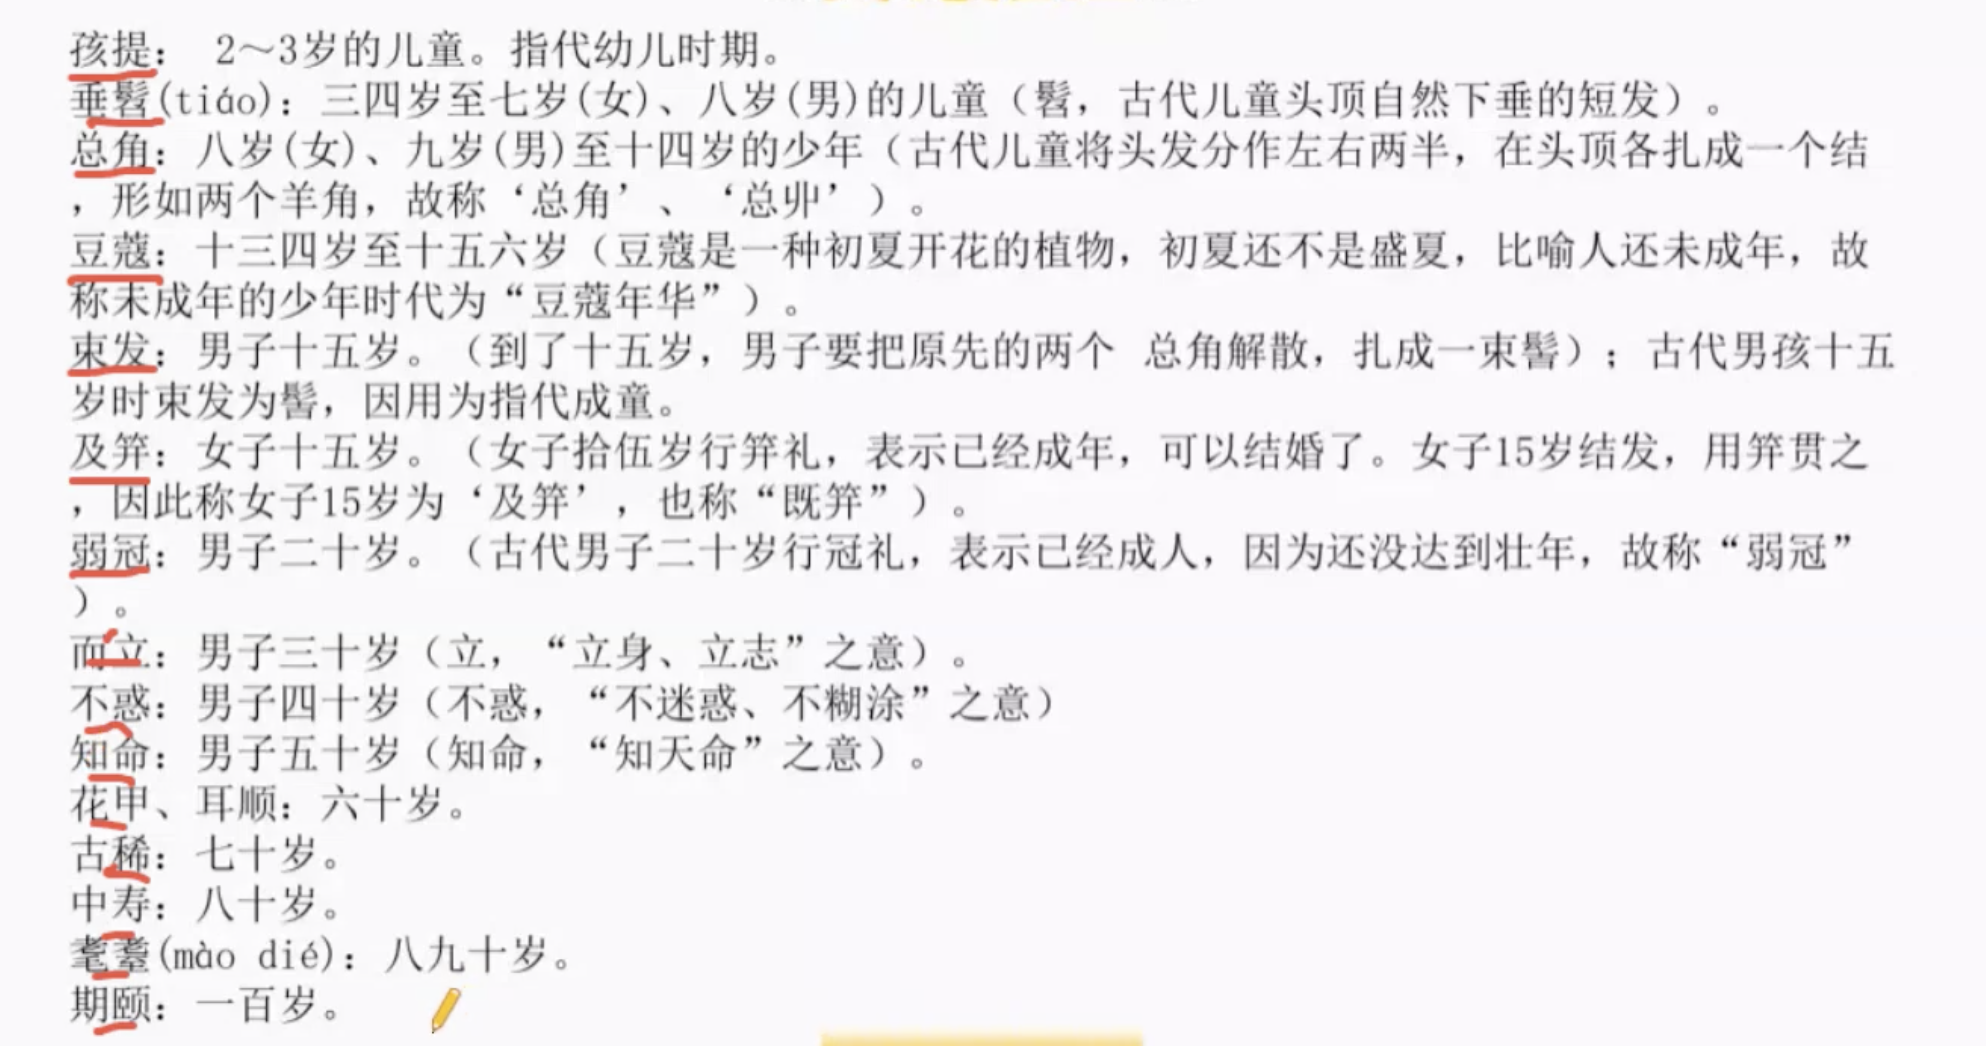 孩提： 2～3岁的儿童。指代幼儿时期。
垂髫(tiáo)：三四岁至七岁(女)、八岁(男)的儿童（髫，古代儿童头顶自然下垂的短发）。
总角：八岁(女)、九岁(男)至十四岁的少年（古代儿童将头发分作左右两半，在头顶各扎成一个结
，形如两个羊角，故称‘总角’、‘总丱’）。
豆蔻：十三四岁至十五六岁（豆蔻是一种初夏开花的植物，初夏还不是盛夏，比喻人还未成年，故
称未成年的少年时代为“豆蔻年华”）。
束发：男子十五岁。（到了十五岁，男子要把原先的两个 总角解散，扎成一束髻）；古代男孩十五
岁时束发为髻，因用为指代成童。
及笄：女子十五岁。（女子拾伍岁行笄礼，表示已经成年，可以结婚了。女子15岁结发，用笄贯之
，因此称女子15岁为‘及笄’，也称“既笄”）。
弱冠：男子二十岁。（古代男子二十岁行冠礼，表示已经成人，因为还没达到壮年，故称“弱冠”
）。
而立：男子三十岁（立，“立身、立志”之意）。
不惑：男子四十岁（不惑，“不迷惑、不糊涂”之意）
知命：男子五十岁（知命，“知天命”之意）。
花甲、耳顺：六十岁。
古稀：七十岁。
中寿：八十岁。
耄耋(mào dié)：八九十岁。
期颐：一百岁。